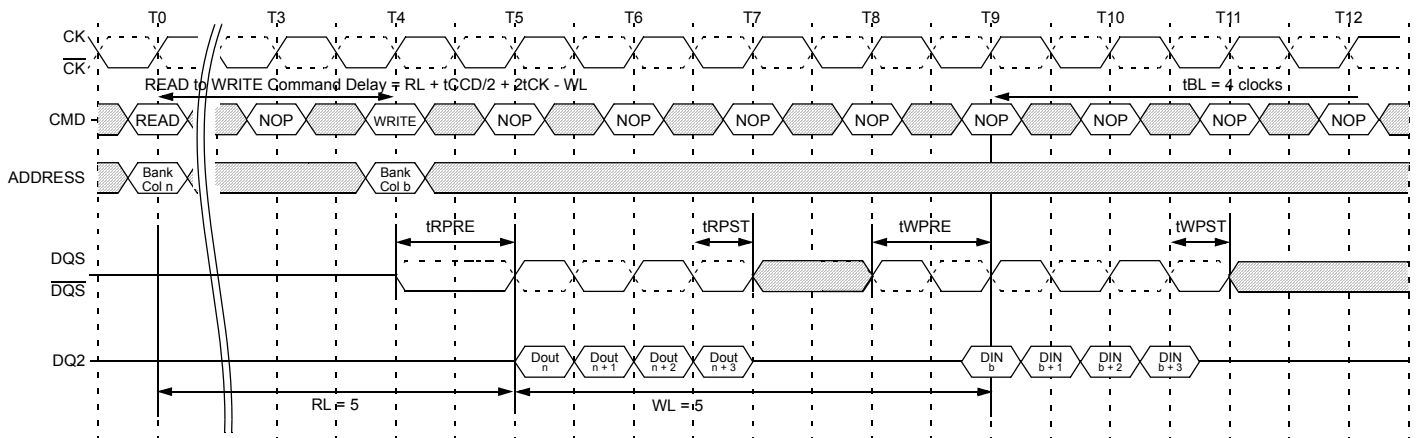 T0 T3 T4 T5 T6 T7 T8 T9 T10 T11 T12
CK
CK
READ to WRITE Command Delay = RL + tCCD/2 + 2tCK - WL
tBL = 4 clocks
CMD READ NOP WRITE NOP NOP NOP NOP NOP NOP NOP NOP
ADDRESS
Bank
Col n
Bank
Col b
tRPRE tRPST tWPRE tWPST
DQS
DQS
DQ2
Dout
n
Dout
n + 1
Dout
n + 2
Dout
n + 3
DIN
b
DIN
b + 1
DIN
b + 2
DIN
b + 3
RL = 5 WL = 5